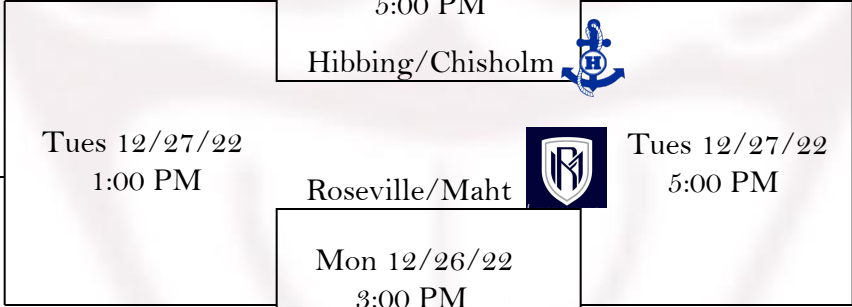 5:00 PM
Hibbing/Chisholm
H
Tues 12/27/22
1:00 PM
Roseville/Maht
RM
Tues 12/27/22
5:00 PM
Mon 12/26/22
3:00 PM